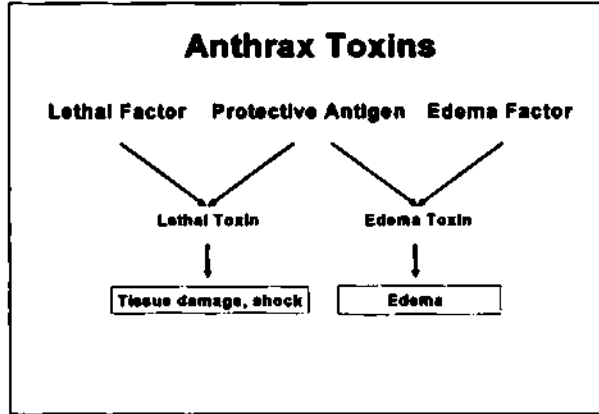 Anthrax Toxins
Lethal Factor Protective Antigen Edema Factor
Lethal Toxin Edema Toxin
Tissue damage, shock Edema